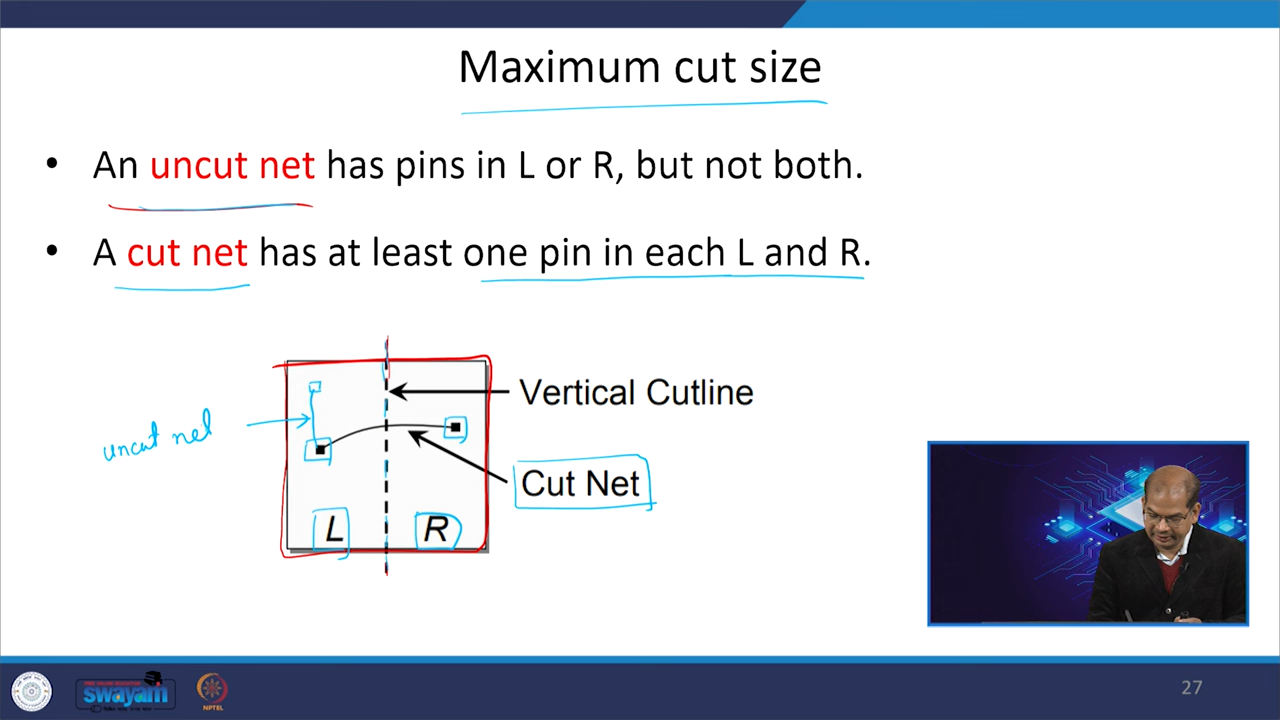 Maximum cut size
• An uncut net has pins in L or R, but not both.
• A cut net has at least one pin in each L and R.
Vertical Cutline
uncut net
Cut Net
L
R
swayam
NPTEL
27